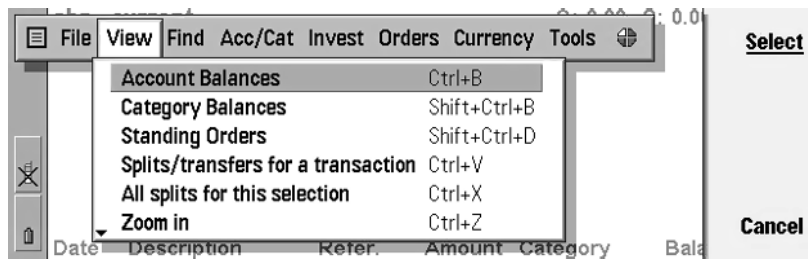 File View Find Acc/Cat Invest Orders Currency Tools
Select
Account Balances Ctrl+B
Category Balances Shift+Ctrl+B
Standing Orders Shift+Ctrl+D
Splits/transfers for a transaction Ctrl+V
All splits for this selection Ctrl+X
Zoom in Ctrl+Z
Cancel
Date Description Refer. Amount Category Bala